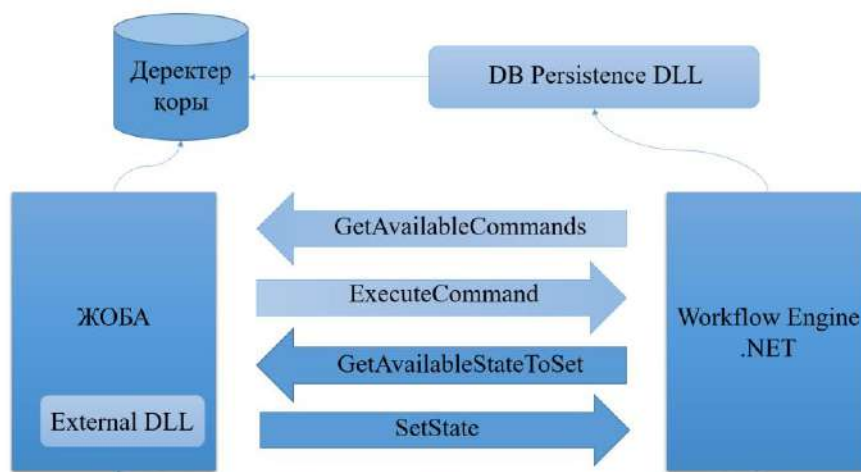 Деректер
қоры
DB Persistence DLL
GetAvailableCommands
ExecuteCommand
ЖОБА
Workflow Engine
.NET
GetAvailableStateToSet
External DLL
SetState